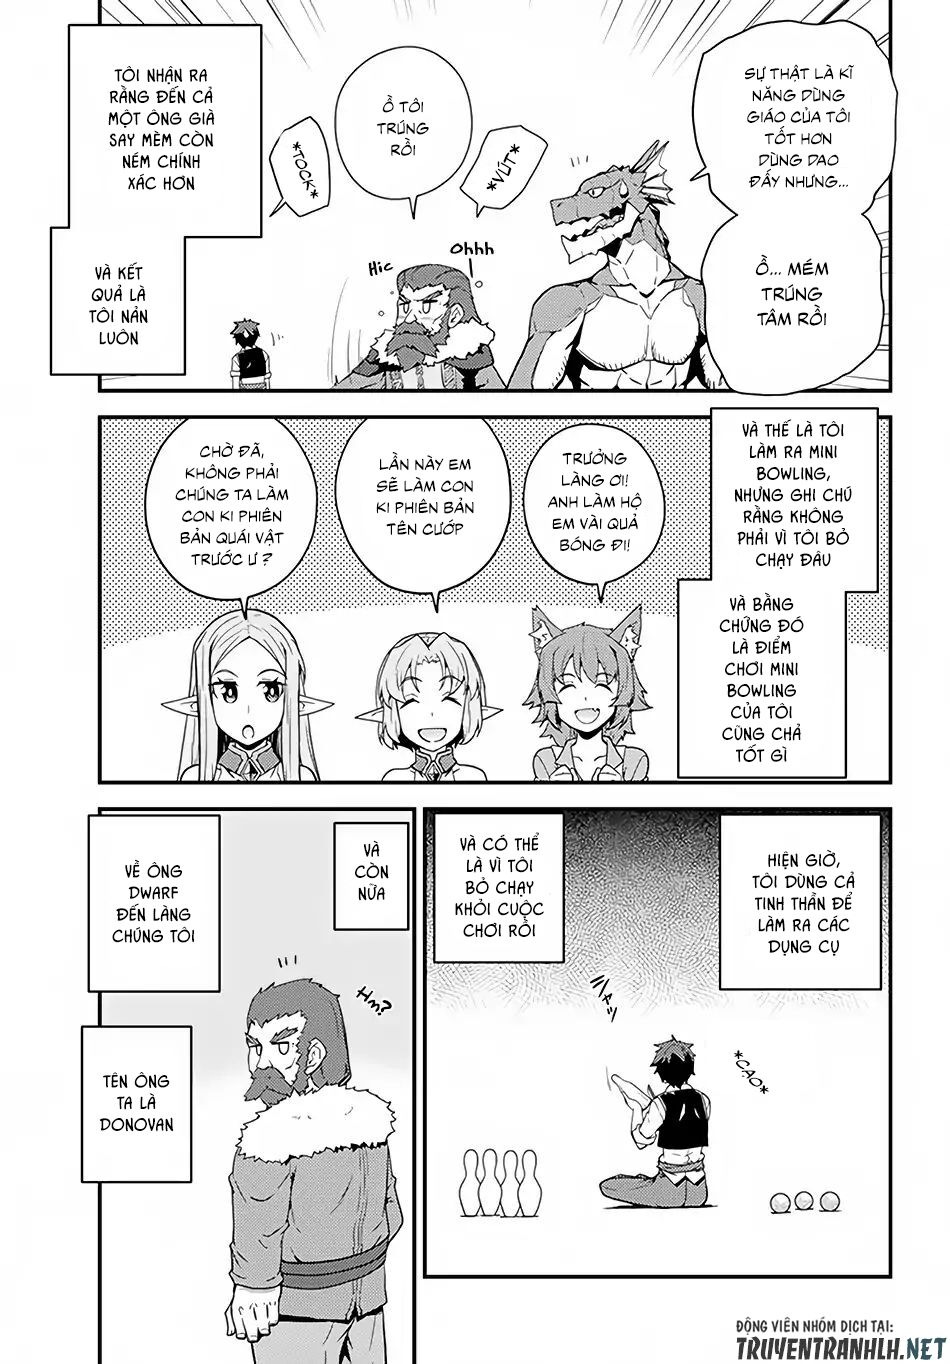 SỰ THẬT LÀ KĨ
NĂNG DÙNG
GIÁO CỦA TÔI
TỐT HƠN
DÙNG DAO
ĐẤY NHƯNG...
Ồ... MÉM
TRÚNG
TÂM RỒI
*VÚT*
Ồ TÔI
TRÚNG
RỒI
*TOCK*
Ohhh
Hic
TÔI NHẬN RA
RẰNG ĐẾN CẢ
MỘT ÔNG GIÀ
SAY MÈM CÒN
NÉM CHÍNH
XÁC HƠN
VÀ KẾT
QUẢ LÀ
TÔI NẢN
LUÔN
VÀ THẾ LÀ TÔI
LÀM RA MINI
BOWLING,
NHƯNG GHI CHÚ
RẰNG KHÔNG
PHẢI VÌ TÔI BỎ
CHẠY ĐÂU
VÀ BẰNG
CHỨNG ĐÓ
LÀ ĐIỂM
CHƠI MINI
BOWLING
CỦA TÔI
CŨNG CHẢ
TỐT GÌ
TRƯỞNG
LÀNG ƠI!
ANH LÀM HỘ
EM VÀI QUẢ
BÓNG ĐI!
LẦN NÀY EM
SẼ LÀM CON
KI PHIÊN BẢN
TÊN CƯỚP
CHỜ ĐÃ,
KHÔNG PHẢI
CHÚNG TA LÀM
CON KI PHIÊN
BẢN QUÁI VẬT
TRƯỚC Ư ?
HIỆN GIỜ,
TÔI DÙNG CẢ
TINH THẦN ĐỂ
LÀM RA CÁC
DỤNG CỤ
VÀ CÓ THỂ
LÀ VÌ TÔI
BỎ CHẠY
KHỎI CUỘC
CHƠI RỒI
*CẠO*
VÀ
CÒN
NỮA
VỀ ÔNG
DWARF
ĐẾN LÀNG
CHÚNG TÔI
Hm?
TÊN ÔNG
TA LÀ
DONOVAN
ĐỘNG VIÊN NHÓM DỊCH TẠI:
TRUYENTRANHLH.NET